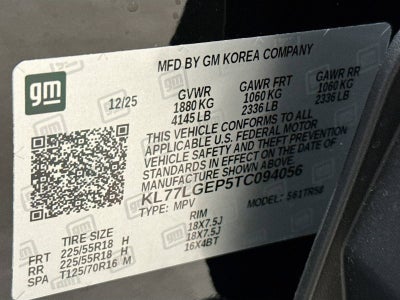 MFD BY GM KOREA COMPANY
gm
12/25
GVWR GAWR FRT GAWR RR
1880 KG 1060 KG 1060 KG
4145 LB 2336 LB 2336 LB
THIS VEHICLE CONFORMS TO ALL
APPLICABLE U.S. FEDERAL MOTOR
VEHICLE SAFETY AND THEFT PREVENTION
STANDARDS IN EFFECT ON THE DATE OF
MANUFACTURE SHOWN ABOVE.
KL77LGEP5TC094056
TYPE: MPV MODEL: 561TR58
TIRE SIZE RIM
FRT 225/55R18 H 18X7.5J
RR 225/55R18 H 18X7.5J
SPA T125/70R16 M 16X4BT